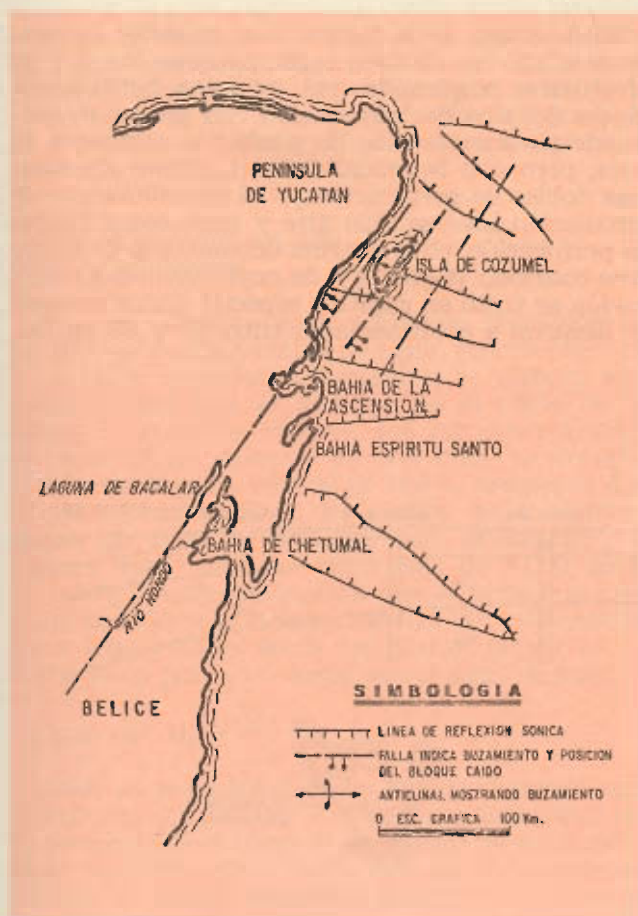 PENINSULA
DE YUCATAN
ISLA DE COZUMEL
BAHIA DE LA
ASCENSION
BAHIA ESPIRITU SANTO
LAGUNA DE BACALAR
BAHIA DE CHETUMAL
RIO HONDO
BELICE
SIMBOLOGIA
LINEA DE REFLEXION SONICA
FALLA INDICA BUZAMIENTO Y POSICION
DEL BLOQUE CAIDO
ANTICLINAL MOSTRANDO BUZAMIENTO
0 ESC. GRAFICA 100 Km.